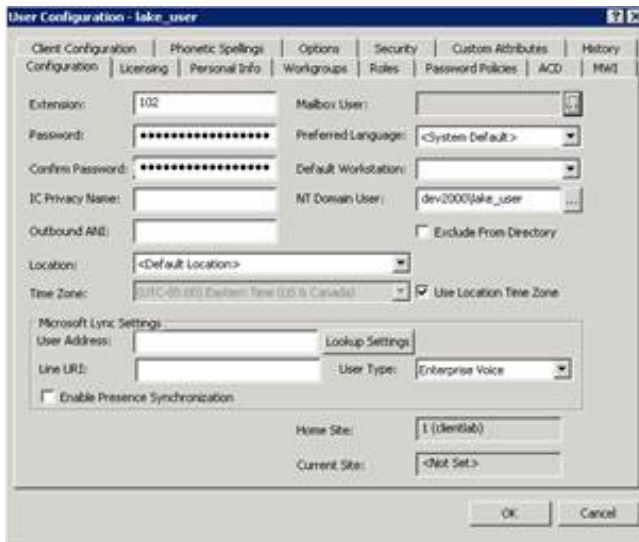 User Configuration - lake_user
Client Configuration Phonetic Spellings Options Security Custom Attributes History
Configuration Licensing Personal Info Workgroups Roles Password Policies ACD MWI
Extension: 102 Mailbox User:
Password: ••••••••••••••••• Preferred Language: <System Default>
Confirm Password: ••••••••••••••••• Default Workstation:
IC Privacy Name: NT Domain User: dev2000\lake_user ...
Outbound ANI: Exclude From Directory
Location: <Default Location>
Time Zone: (UTC-05:00) Eastern Time (US & Canada) Use Location Time Zone
Microsoft Lync Settings
User Address: Lookup Settings
Line URI: User Type: Enterprise Voice
Enable Presence Synchronization
Home Site: 1 (clientlab)
Current Site: <Not Set>
OK Cancel